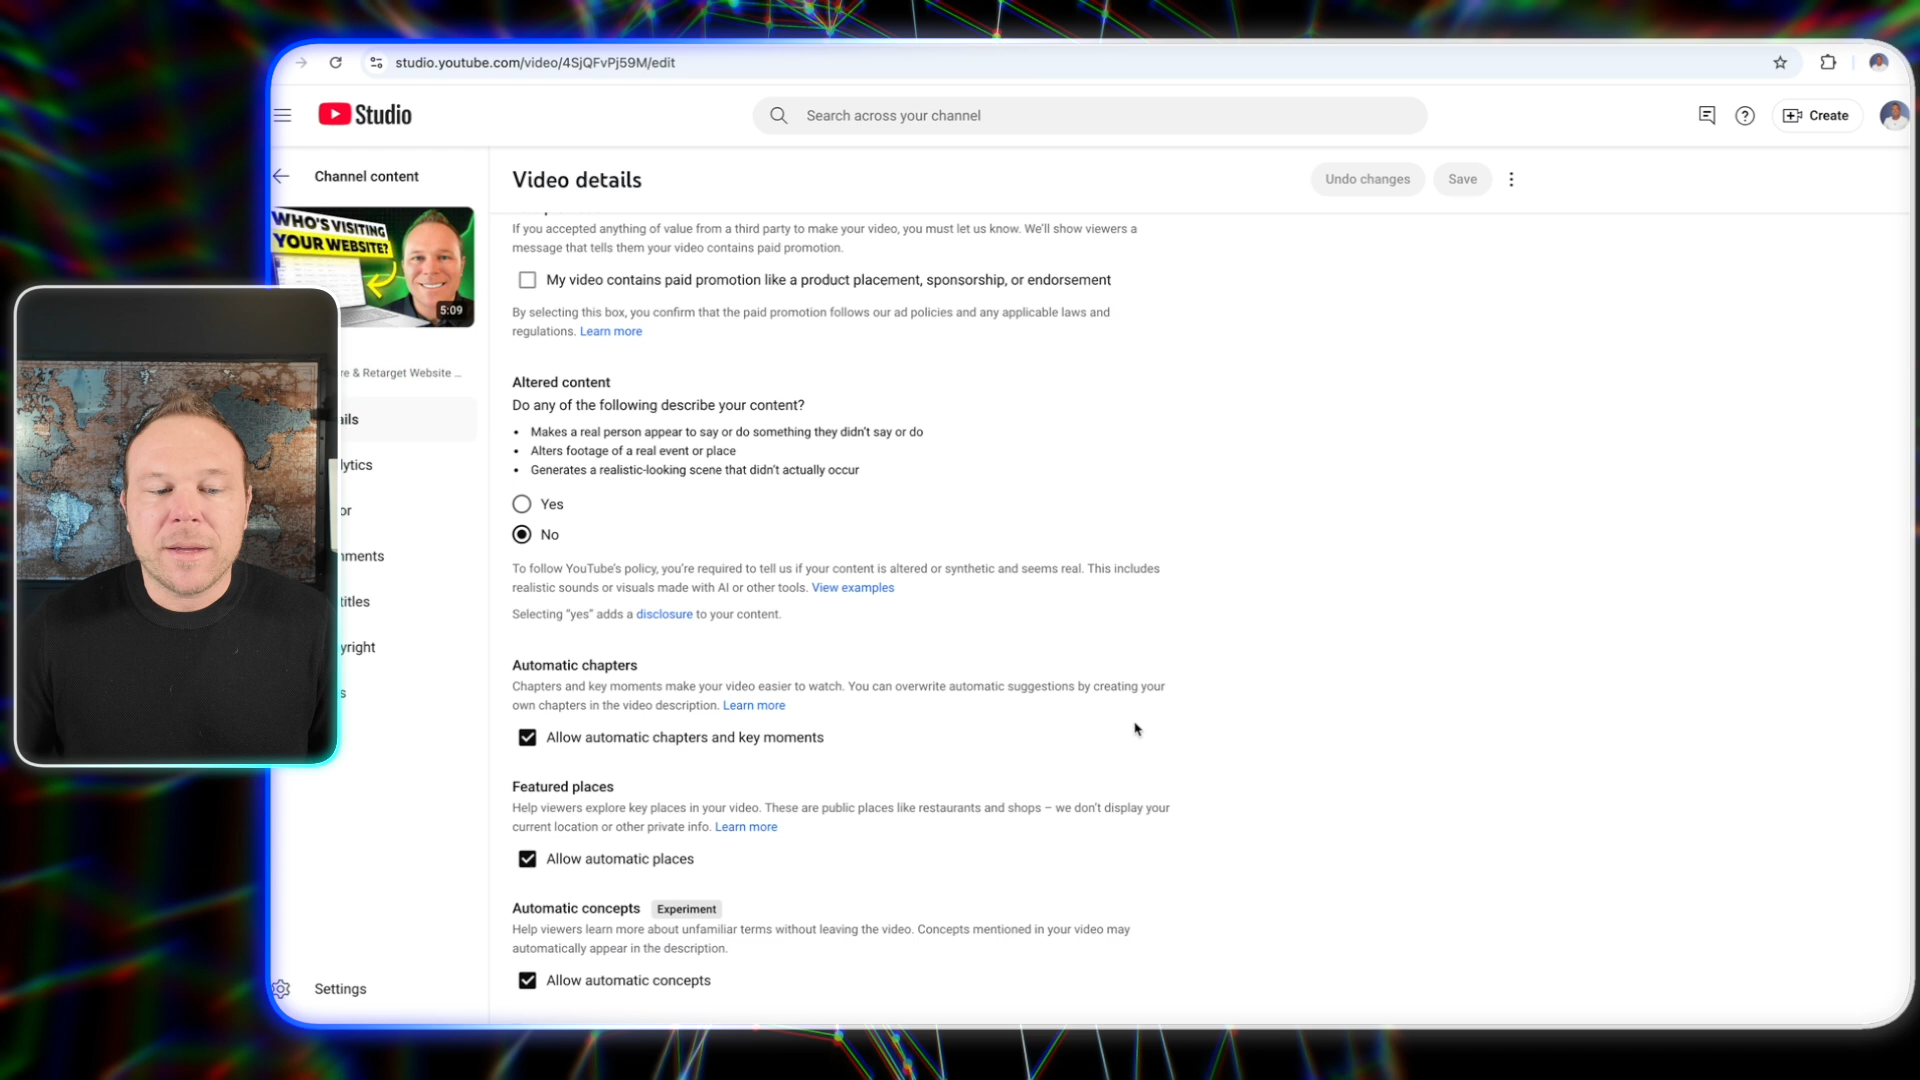 studio.youtube.com/video/4SjQFvPj59M/edit
Studio
Search across your channel
Create
Channel content
WHO'S VISITING
YOUR WEBSITE?
5:09
re & Retarget Website ...
ails
lytics
or
nments
titles
yright
s
Settings
Video details
Undo changes
Save
If you accepted anything of value from a third party to make your video, you must let us know. We'll show viewers a
message that tells them your video contains paid promotion.
My video contains paid promotion like a product placement, sponsorship, or endorsement
By selecting this box, you confirm that the paid promotion follows our ad policies and any applicable laws and
regulations. Learn more
Altered content
Do any of the following describe your content?
• Makes a real person appear to say or do something they didn't say or do
• Alters footage of a real event or place
• Generates a realistic-looking scene that didn't actually occur
Yes
No
To follow YouTube's policy, you're required to tell us if your content is altered or synthetic and seems real. This includes
realistic sounds or visuals made with AI or other tools. View examples
Selecting "yes" adds a disclosure to your content.
Automatic chapters
Chapters and key moments make your video easier to watch. You can overwrite automatic suggestions by creating your
own chapters in the video description. Learn more
Allow automatic chapters and key moments
Featured places
Help viewers explore key places in your video. These are public places like restaurants and shops – we don't display your
current location or other private info. Learn more
Allow automatic places
Automatic concepts Experiment
Help viewers learn more about unfamiliar terms without leaving the video. Concepts mentioned in your video may
automatically appear in the description.
Allow automatic concepts